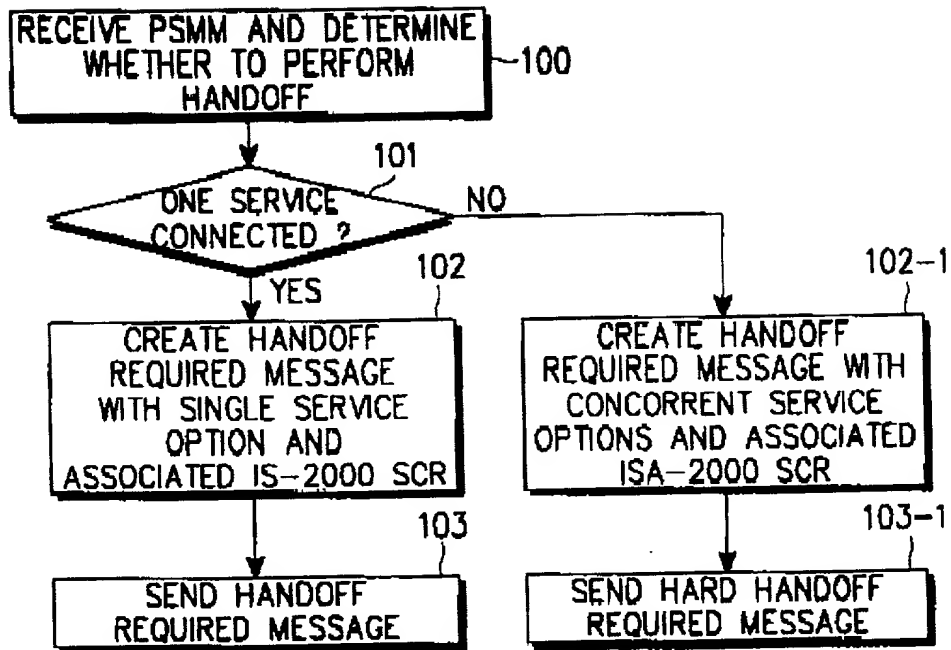 RECEIVE PSMM AND DETERMINE
WHETHER TO PERFORM
HANDOFF
100
101
ONE SERVICE
CONNECTED ?
NO
YES
102
CREATE HANDOFF
REQUIRED MESSAGE
WITH SINGLE SERVICE
OPTION AND
ASSOCIATED IS-2000 SCR
102-1
CREATE HANDOFF
REQUIRED MESSAGE WITH
CONCORRENT SERVICE
OPTIONS AND ASSOCIATED
ISA-2000 SCR
103
SEND HANDOFF
REQUIRED MESSAGE
103-1
SEND HARD HANDOFF
REQUIRED MESSAGE